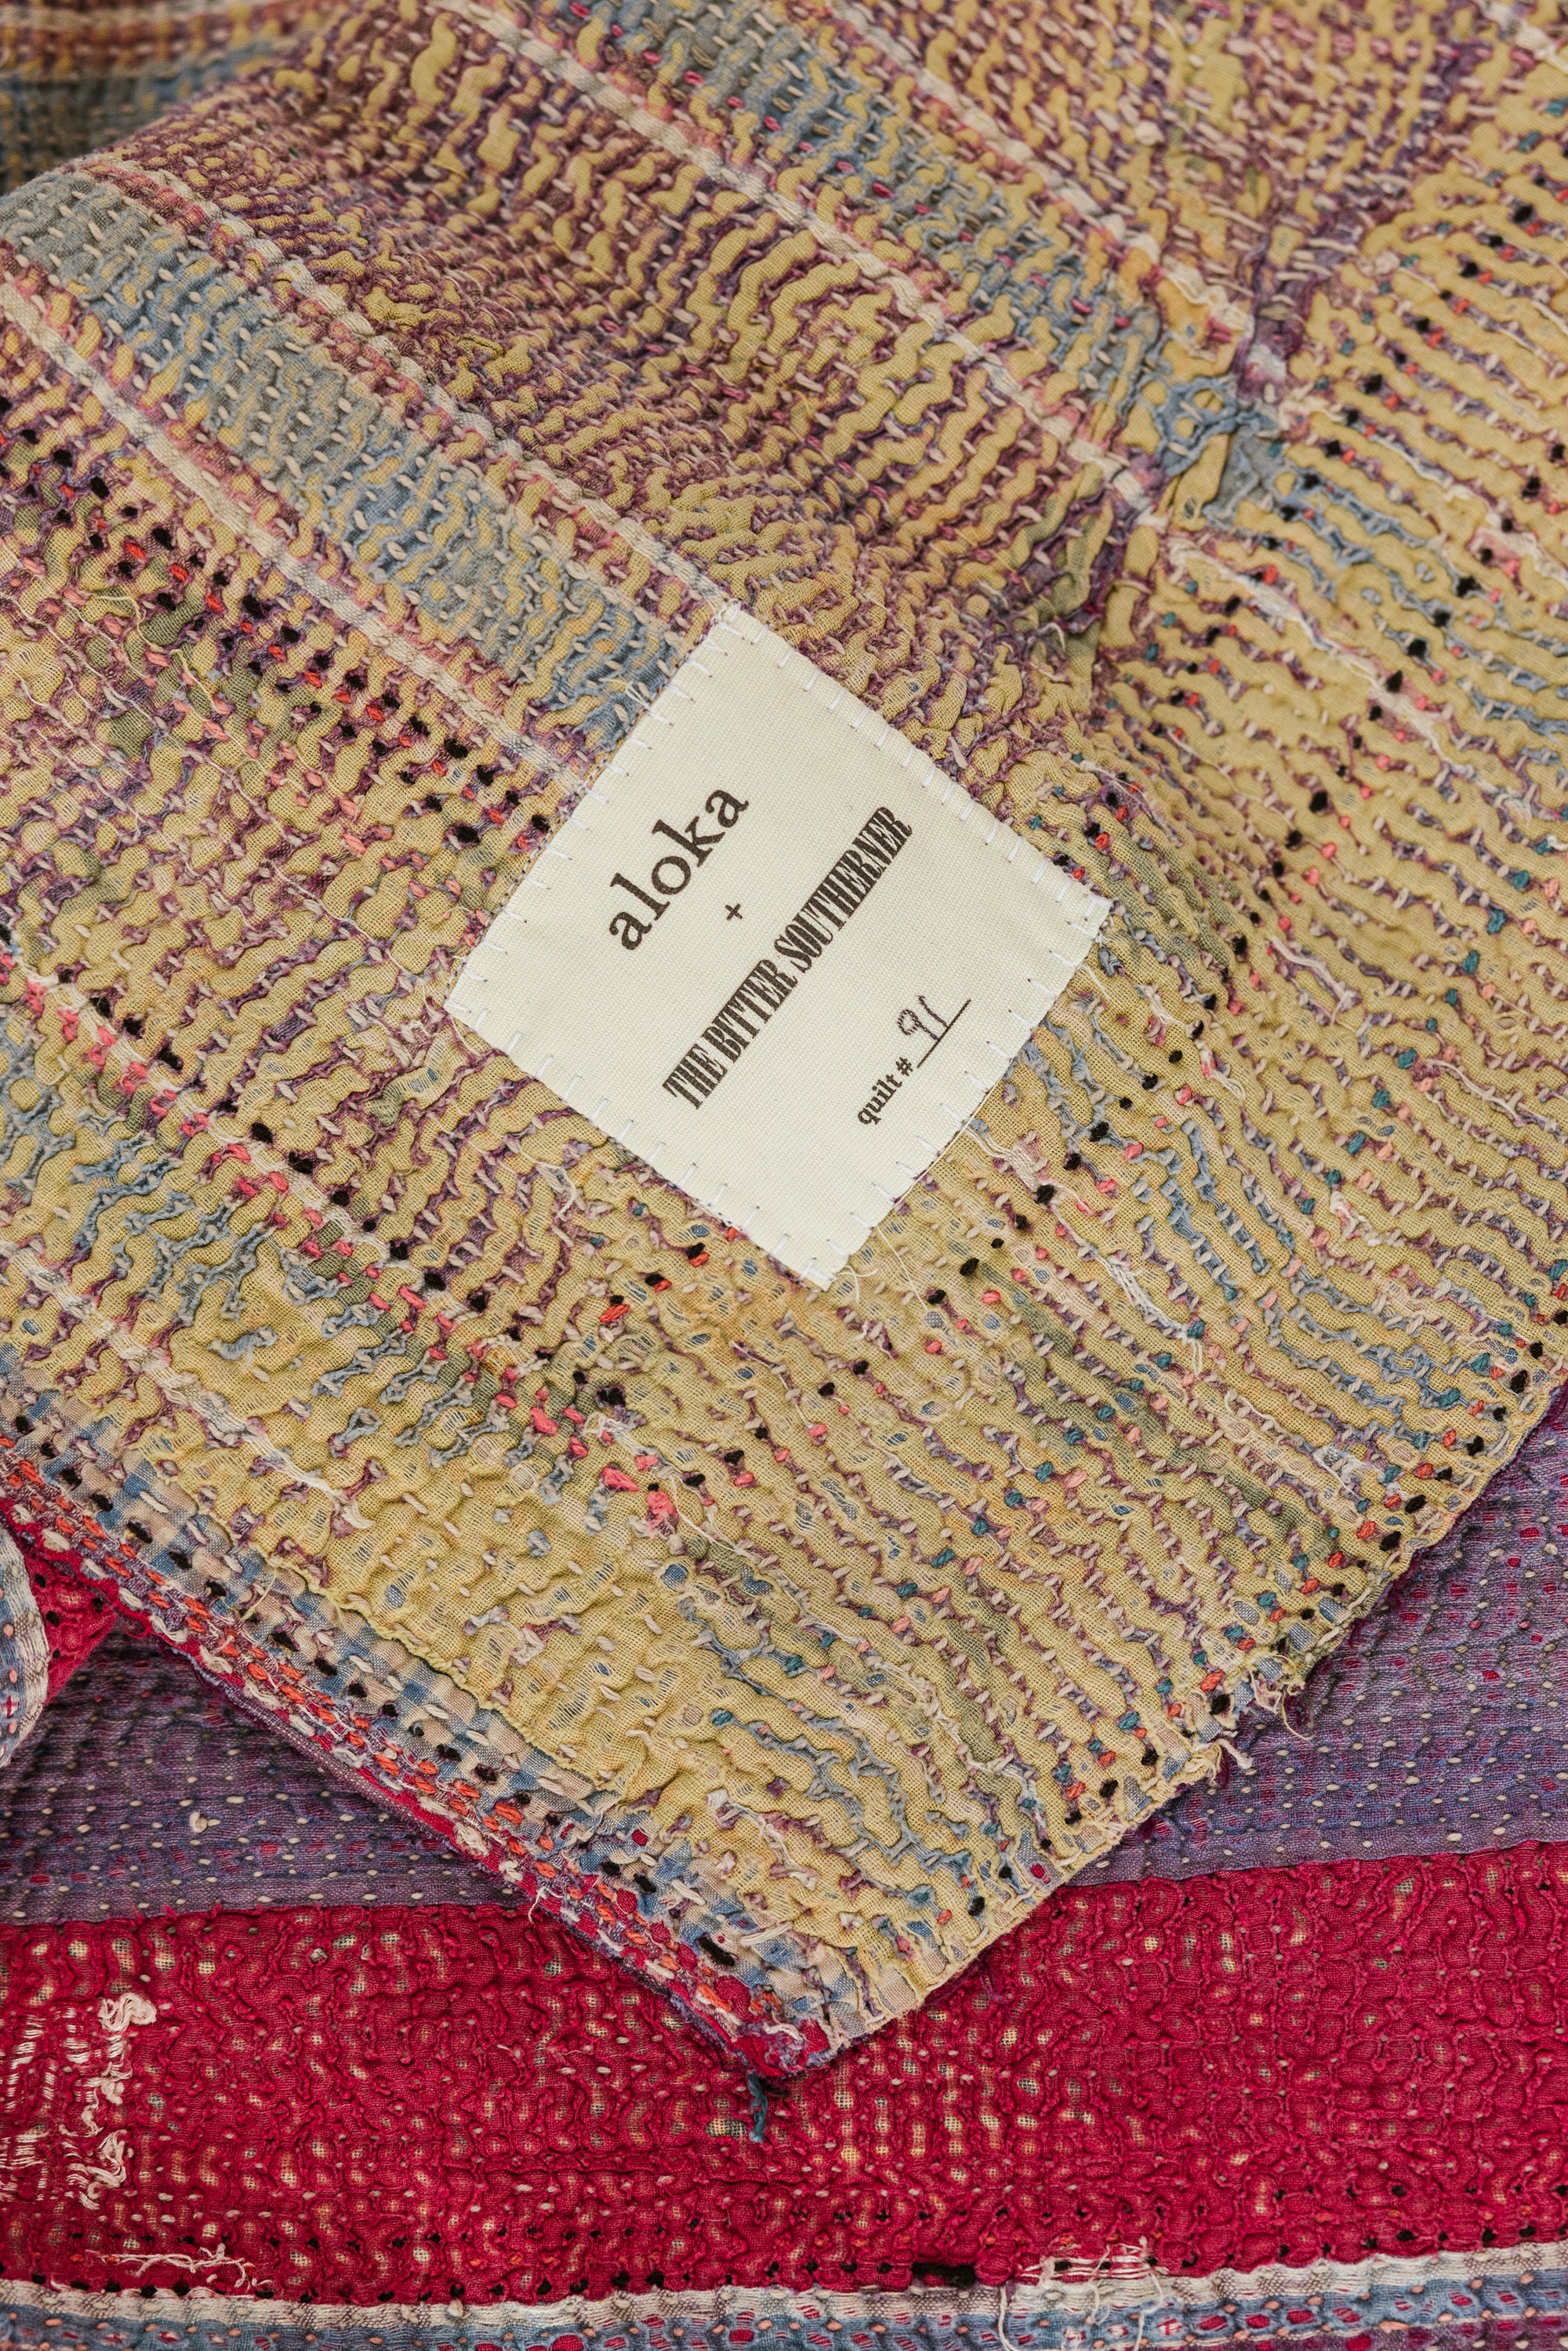 aloka
+
THE BITTER SOUTHERNER
quilt # 91